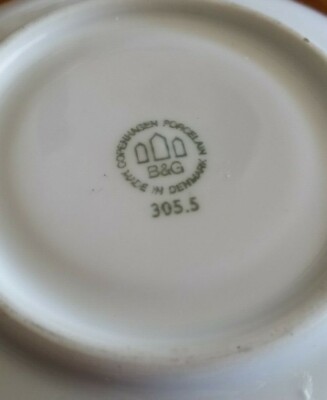 COPENHAGEN PORCELAIN
B&G
MADE IN DENMARK
305.5